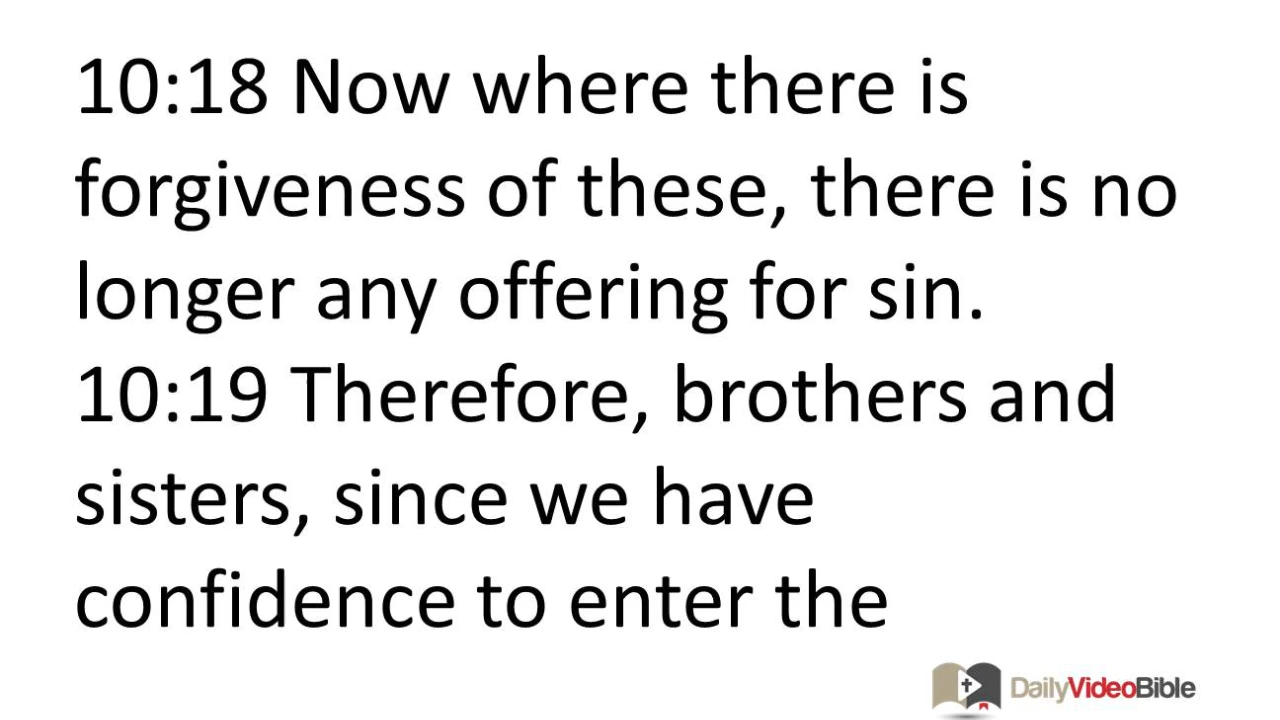 10:18 Now where there is
forgiveness of these, there is no
longer any offering for sin.
10:19 Therefore, brothers and
sisters, since we have
confidence to enter the
DailyVideoBible